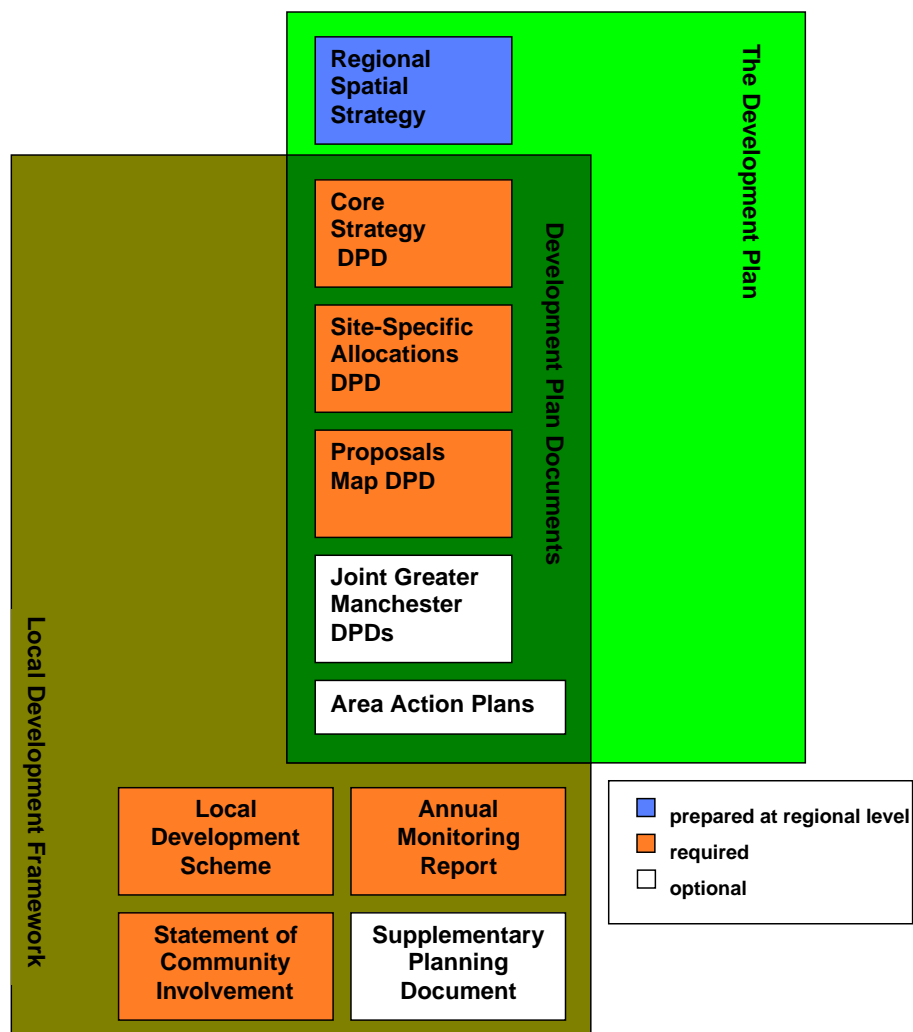 Regional
Spatial
Strategy
The Development Plan
Core
Strategy
DPD
Site-Specific
Allocations
DPD
Proposals
Map DPD
Joint Greater
Manchester
DPDs
Area Action Plans
Development Plan Documents
Local Development Framework
Local
Development
Scheme
Annual
Monitoring
Report
Statement of
Community
Involvement
Supplementary
Planning
Document
prepared at regional level
required
optional